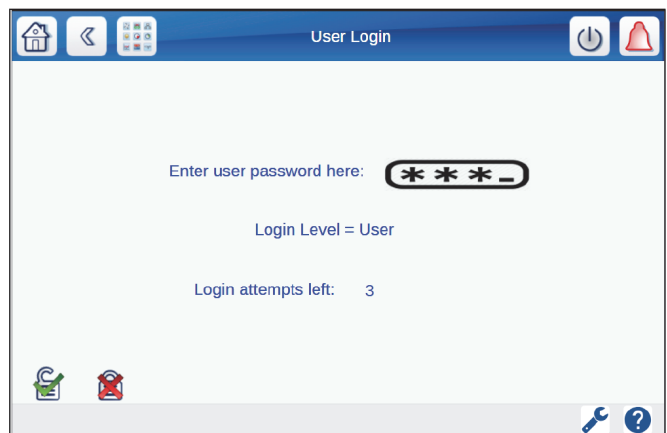 User Login
Enter user password here: ***_
Login Level = User
Login attempts left: 3
?